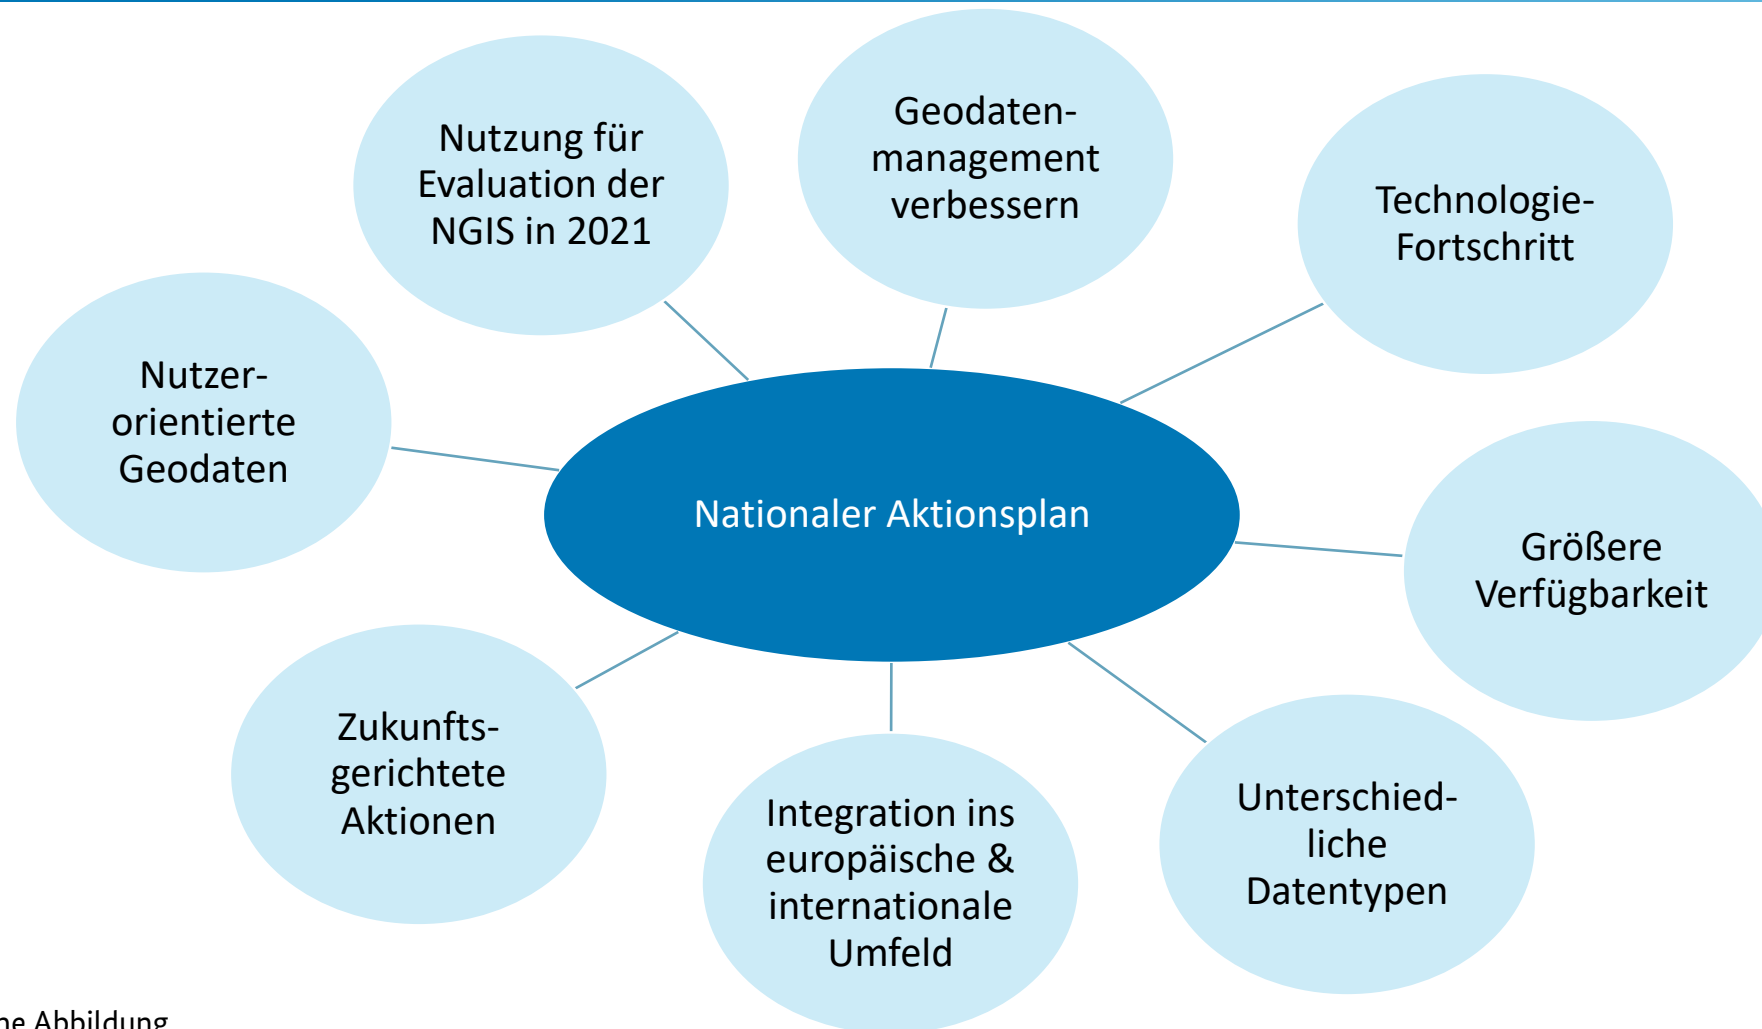 Nutzung für
Evaluation der
NGIS in 2021
Geodaten-
management
verbessern
Technologie-
Fortschritt
Nutzer-
orientierte
Geodaten
Nationaler Aktionsplan
Größere
Verfügbarkeit
Zukunfts-
gerichtete
Aktionen
Integration ins
europäische &
internationale
Umfeld
Unterschied-
liche
Datentypen
Abbildung